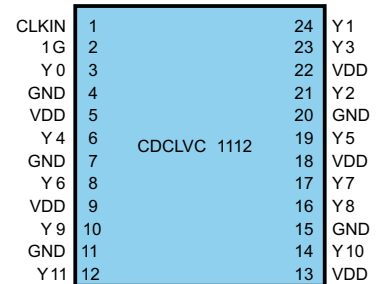 CLKIN 1 24 Y1
1G 2 23 Y3
Y0 3 22 VDD
GND 4 21 Y2
VDD 5 20 GND
Y4 6 19 Y5
CDCLVC 1112
GND 7 18 VDD
Y6 8 17 Y7
VDD 9 16 Y8
Y9 10 15 GND
GND 11 14 Y10
Y11 12 13 VDD